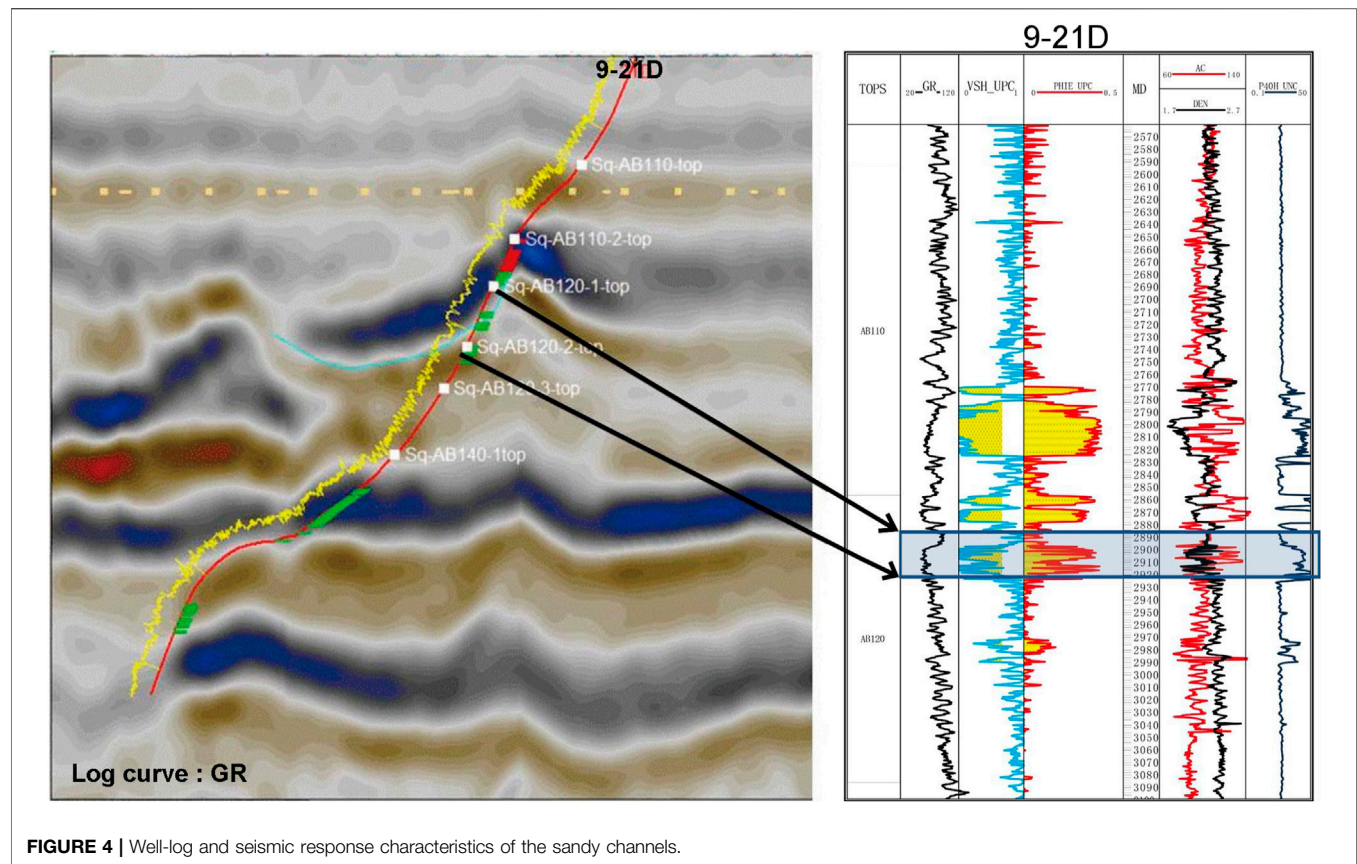 9-21D
Sq-AB110-top
Sq-AB110-2-top
Sq-AB120-1-top
Sq-AB120-2-top
Sq-AB120-3-top
Sq-AB140-1top
Log curve : GR
9-21D
TOPS
20 GR 120
0 VSH_UPC 1
PHIE_UPC
0 0.5
MD
AC
60 140
DEN
1.7 2.7
P40H_UNC
0.1 50
AB110
AB120
2570
2580
2590
2600
2610
2620
2630
2640
2650
2660
2670
2680
2690
2700
2710
2720
2730
2740
2750
2760
2770
2780
2790
2800
2810
2820
2830
2840
2850
2860
2870
2880
2890
2900
2910
2920
2930
2940
2950
2960
2970
2980
2990
3000
3010
3020
3030
3040
3050
3060
3070
3080
3090
FIGURE 4 | Well-log and seismic response characteristics of the sandy channels.